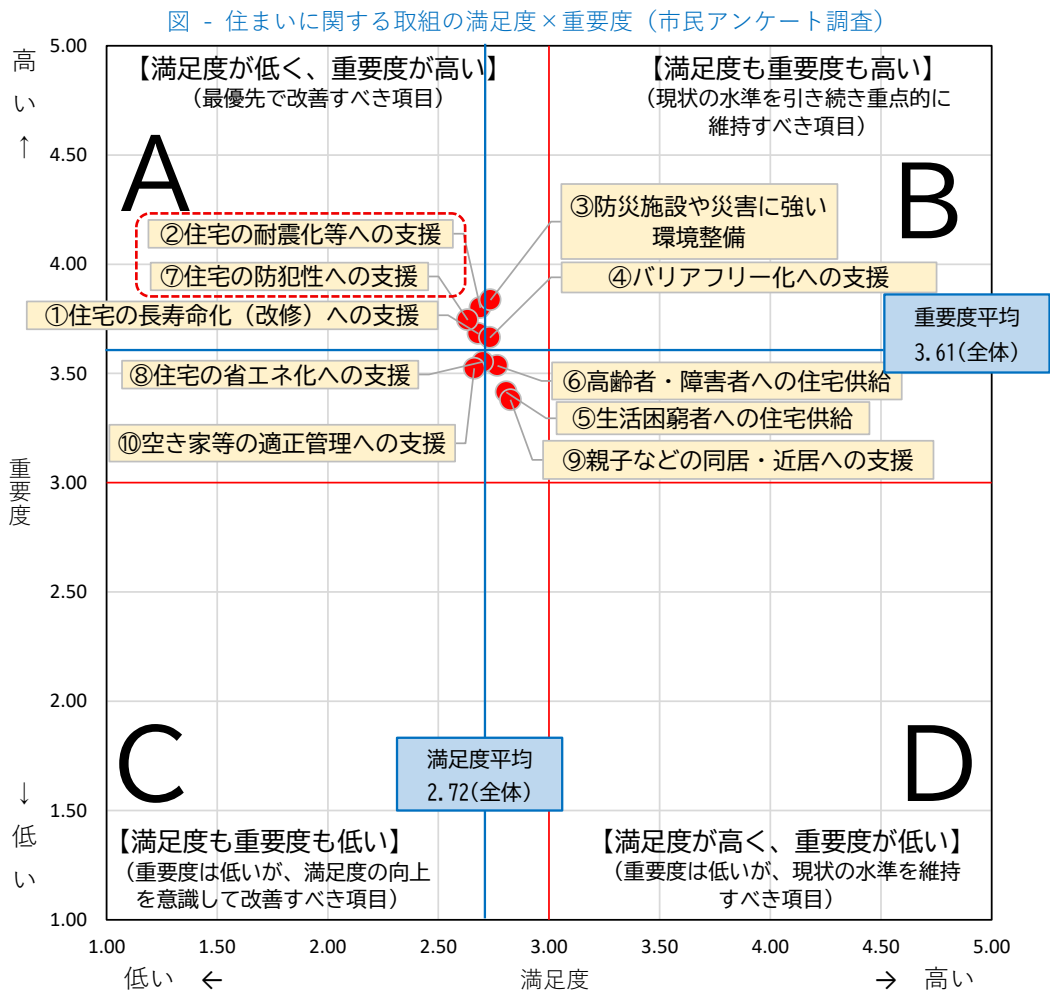 図 - 住まいに関する取組の満足度×重要度（市民アンケート調査）
高
い
↑
重要度
↓
低
い
5.00
4.50
4.00
3.50
3.00
2.50
2.00
1.50
1.00
【満足度が低く、重要度が高い】
（最優先で改善すべき項目）
A
【満足度も重要度も高い】
（現状の水準を引き続き重点的に
維持すべき項目）
B
②住宅の耐震化等への支援
⑦住宅の防犯性への支援
①住宅の長寿命化（改修）への支援
⑧住宅の省エネ化への支援
⑩空き家等の適正管理への支援
③防災施設や災害に強い
環境整備
④バリアフリー化への支援
重要度平均
3.61(全体)
⑥高齢者・障害者への住宅供給
⑤生活困窮者への住宅供給
⑨親子などの同居・近居への支援
満足度平均
2.72(全体)
C
【満足度も重要度も低い】
（重要度は低いが、満足度の向上
を意識して改善すべき項目）
D
【満足度が高く、重要度が低い】
（重要度は低いが、現状の水準を維持
すべき項目）
1.00 1.50 2.00 2.50 3.00 3.50 4.00 4.50 5.00
低い ← 満足度 → 高い